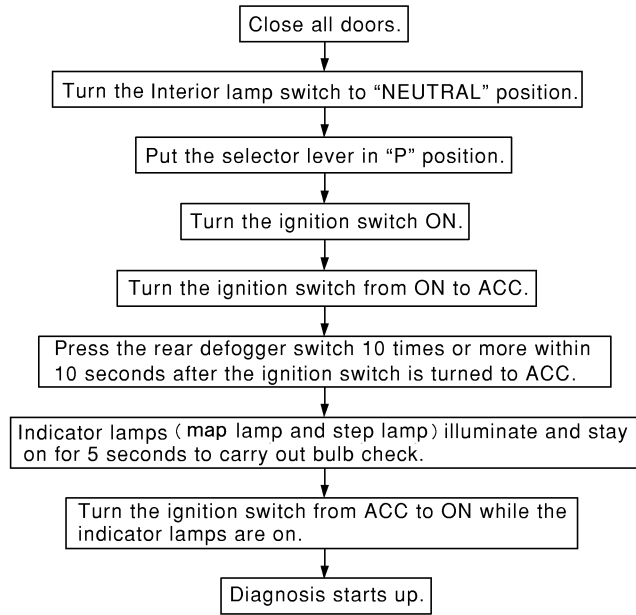 Close all doors.
Turn the Interior lamp switch to “NEUTRAL” position.
Put the selector lever in “P” position.
Turn the ignition switch ON.
Turn the ignition switch from ON to ACC.
Press the rear defogger switch 10 times or more within
10 seconds after the ignition switch is turned to ACC.
Indicator lamps (map lamp and step lamp) illuminate and stay
on for 5 seconds to carry out bulb check.
Turn the ignition switch from ACC to ON while the
indicator lamps are on.
Diagnosis starts up.